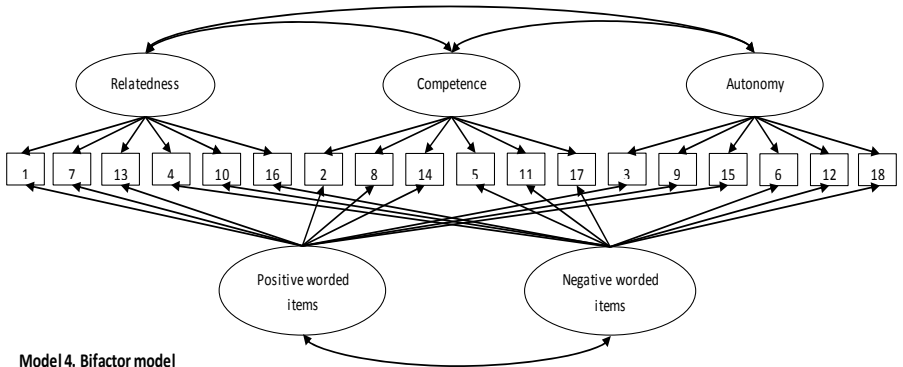 Relatedness Competence Autonomy
1 7 13 4 10 16 2 8 14 5 11 17 3 9 15 6 12 18
Positive worded
items
Negative worded
items
Model 4. Bifactor model